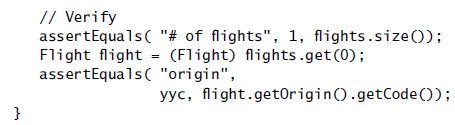 // Verify
assertEquals( "# of flights", 1, flights.size());
Flight flight = (Flight) flights.get(0);
assertEquals( "origin",
yyc, flight.getOrigin().getCode());
}